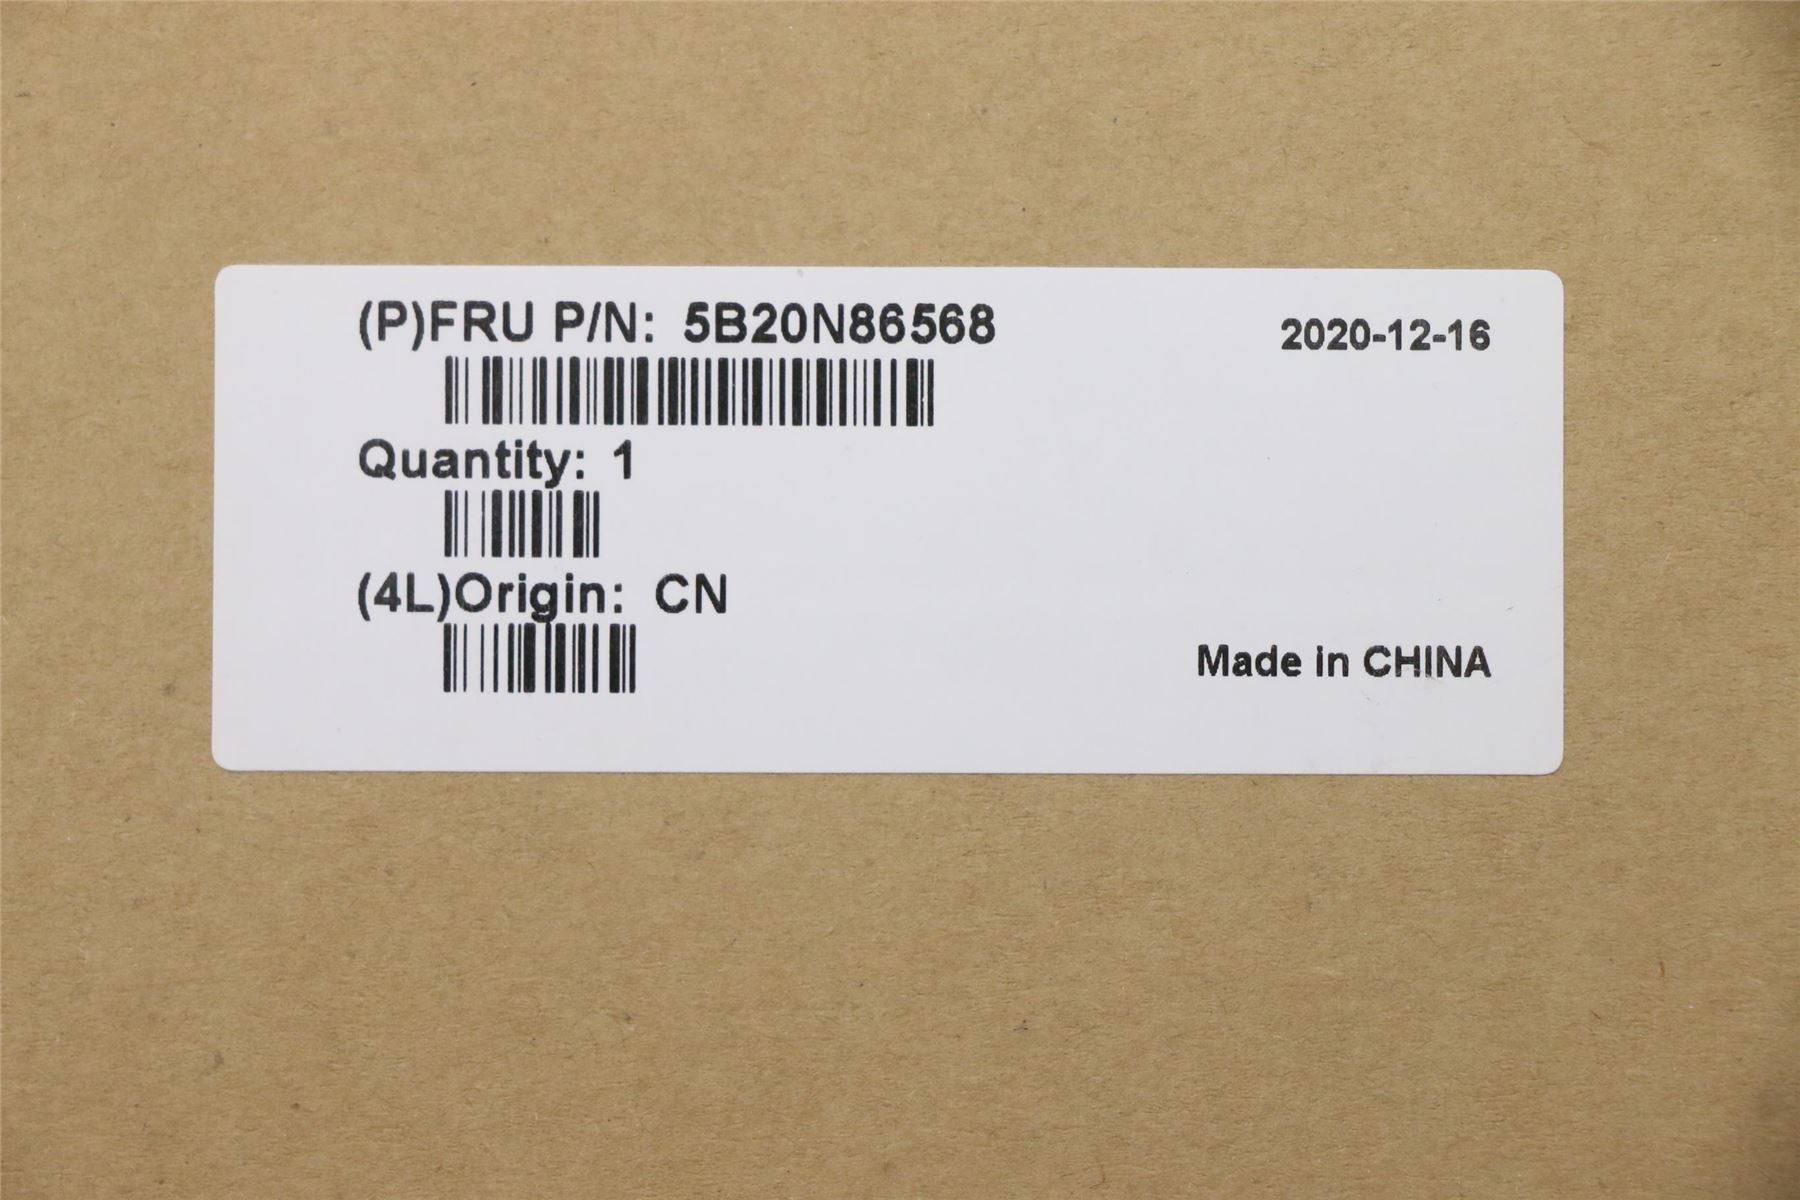 (P)FRU P/N: 5B20N86568
2020-12-16
Quantity: 1
(4L)Origin: CN
Made in CHINA